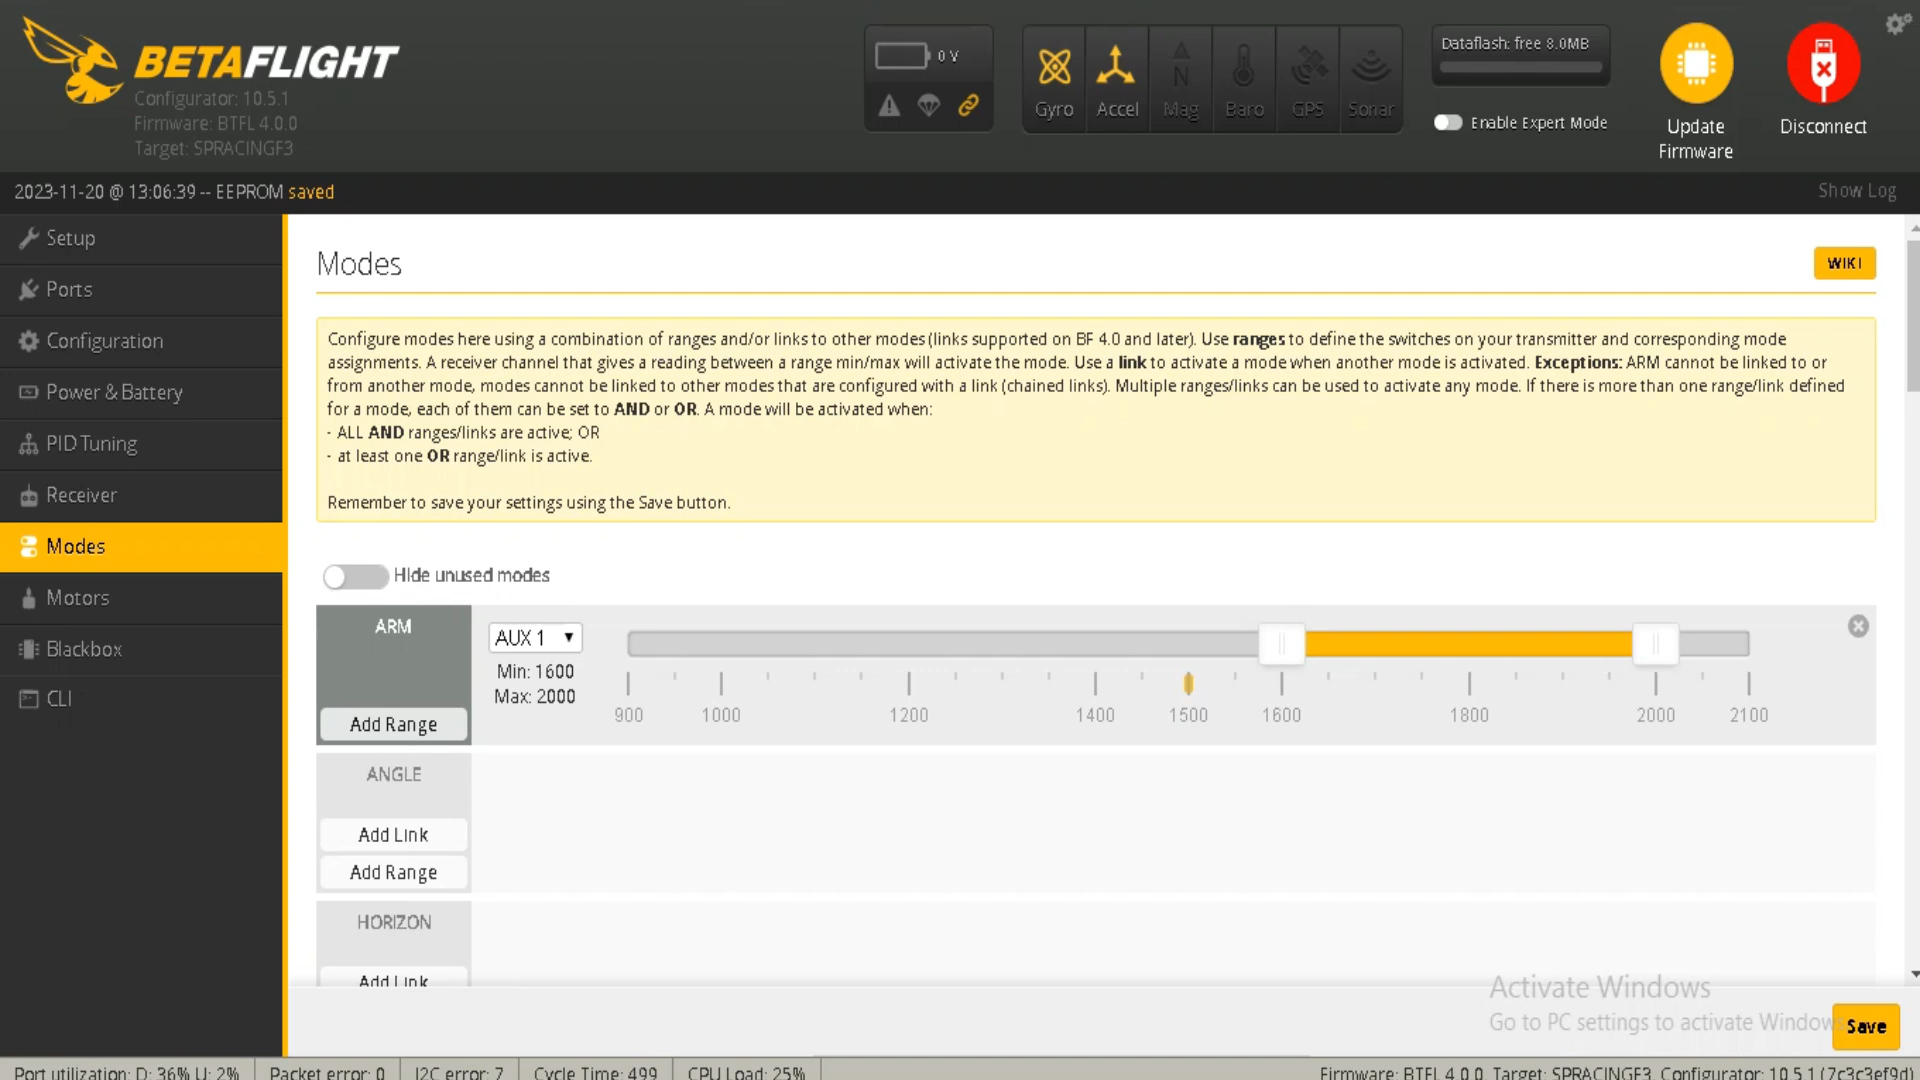 BETAFLIGHT
Configurator: 10.5.1
Firmware: BTFL 4.0.0
Target: SPRACINGF3
0 V
Gyro
Accel
Mag
Baro
GPS
Sonar
Dataflash: free 8.0MB
Enable Expert Mode
Update
Firmware
Disconnect
2023-11-20 @ 13:06:39 -- EEPROM saved
Show Log
Setup
Ports
Configuration
Power & Battery
PID Tuning
Receiver
Modes
Motors
Blackbox
CLI
Modes
WIKI
Configure modes here using a combination of ranges and/or links to other modes (links supported on BF 4.0 and later). Use ranges to define the switches on your transmitter and corresponding mode
assignments. A receiver channel that gives a reading between a range min/max will activate the mode. Use a link to activate a mode when another mode is activated. Exceptions: ARM cannot be linked to or
from another mode, modes cannot be linked to other modes that are configured with a link (chained links). Multiple ranges/links can be used to activate any mode. If there is more than one range/link defined
for a mode, each of them can be set to AND or OR. A mode will be activated when:
- ALL AND ranges/links are active; OR
- at least one OR range/link is active.
Remember to save your settings using the Save button.
Hide unused modes
ARM
Add Range
AUX 1
Min: 1600
Max: 2000
900 1000 1200 1400 1500 1600 1800 2000 2100
ANGLE
Add Link
Add Range
HORIZON
Add Link
Activate Windows
Go to PC settings to activate Windows
Save
Port utilization: D: 36% U: 2%
Packet error: 0
I2C error: 7
Cycle Time: 499
CPU Load: 25%
Firmware: BTFL 4.0.0, Target: SPRACINGF3, Configurator: 10.5.1 (7c3c3ef9d)